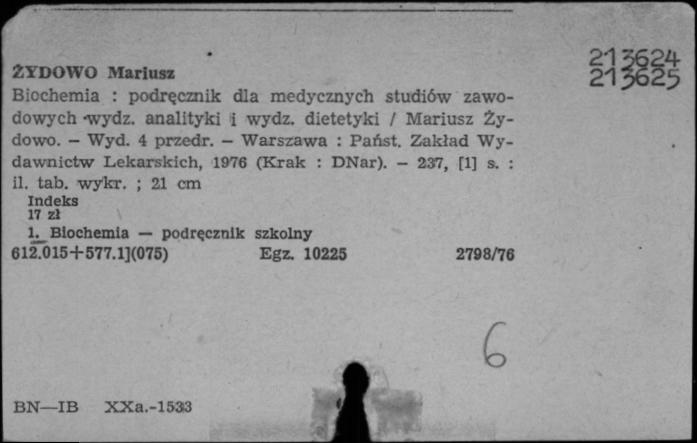 213624
213625
ŻYDOWO Mariusz
Biochemia : podręcznik dla medycznych studiów zawo-
dowych wydz. analityki i wydz. dietetyki / Mariusz Ży-
dowo. — Wyd. 4 przedr. — Warszawa : Państ. Zakład Wy-
dawnictw Lekarskich, 1976 (Krak : DNar). — 237, [1] s. :
il. tab. wykr. ; 21 cm
Indeks
17 zł
1. Biochemia — podręcznik szkolny
612.015+577.1](075) Egz. 10225 2798/76
6
BN—IB XXa.-1533